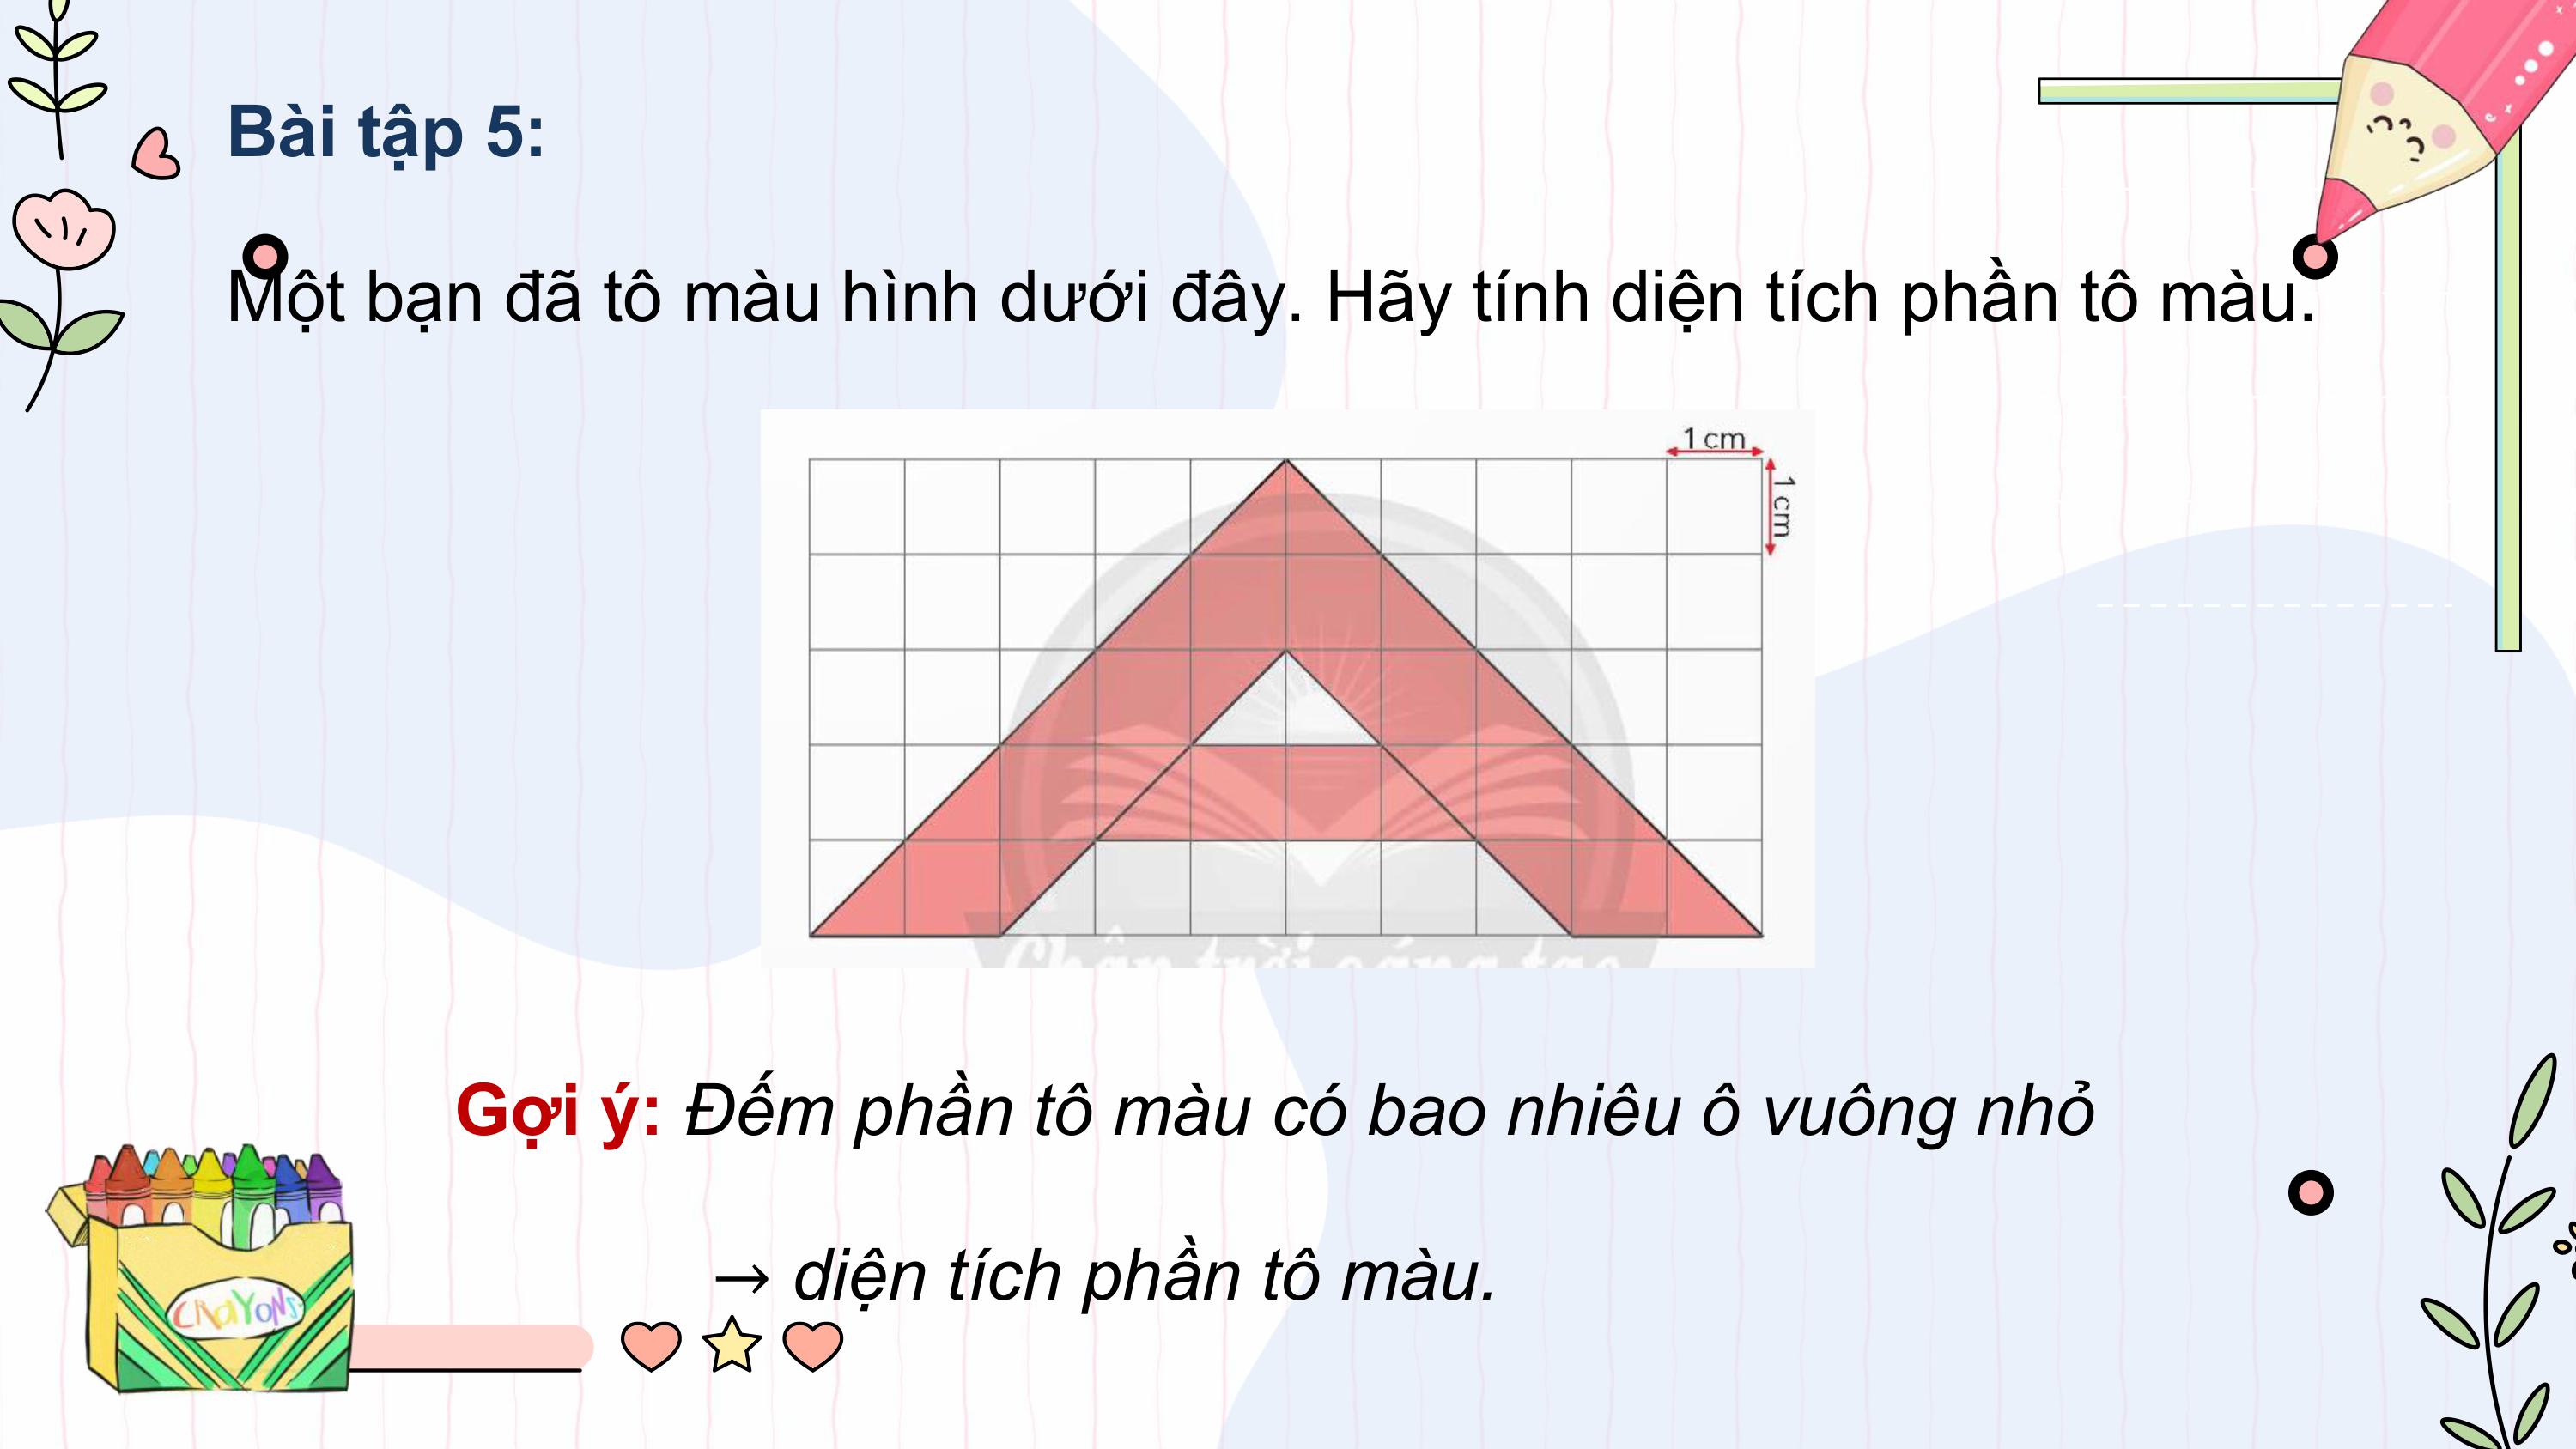 Bài tập 5:
Một bạn đã tô màu hình dưới đây. Hãy tính diện tích phần tô màu.
1 cm
1 cm
Chân trời sáng tạo
Gợi ý: Đếm phần tô màu có bao nhiêu ô vuông nhỏ
→ diện tích phần tô màu.
CRaYoNS